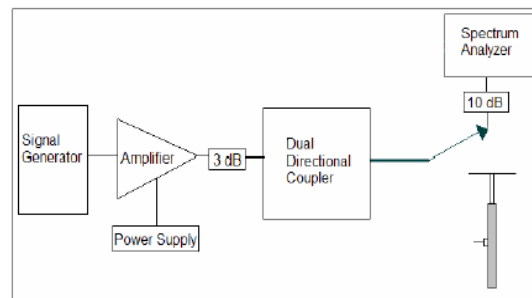 Spectrum
Analyzer
10 dB
Signal
Generator
Amplifier
3 dB
Dual
Directional
Coupler
Power Supply